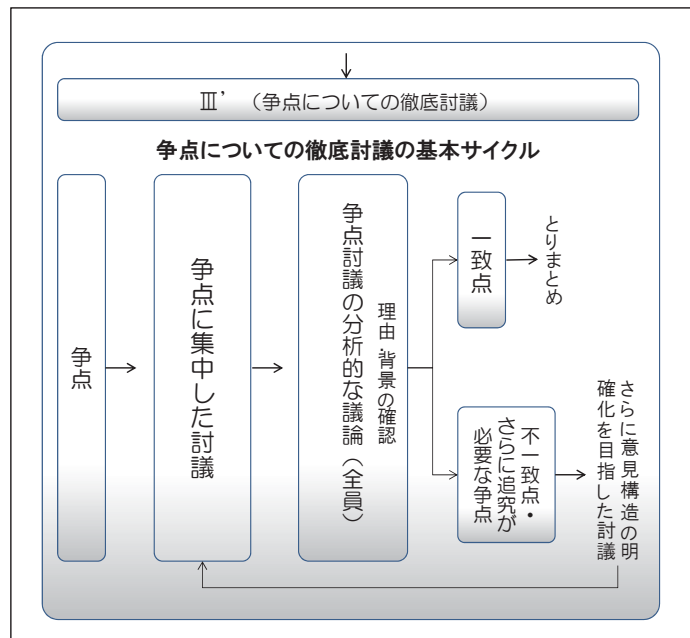 Ⅲ’（争点についての徹底討議）
争点についての徹底討議の基本サイクル
争点
争点に集中した討議
争点討議の分析的な議論（全員）
理由・背景の確認
一致点
とりまとめ
不一致点・
さらに追究が
必要な争点
さらに意見構造の明
確化を目指した討議